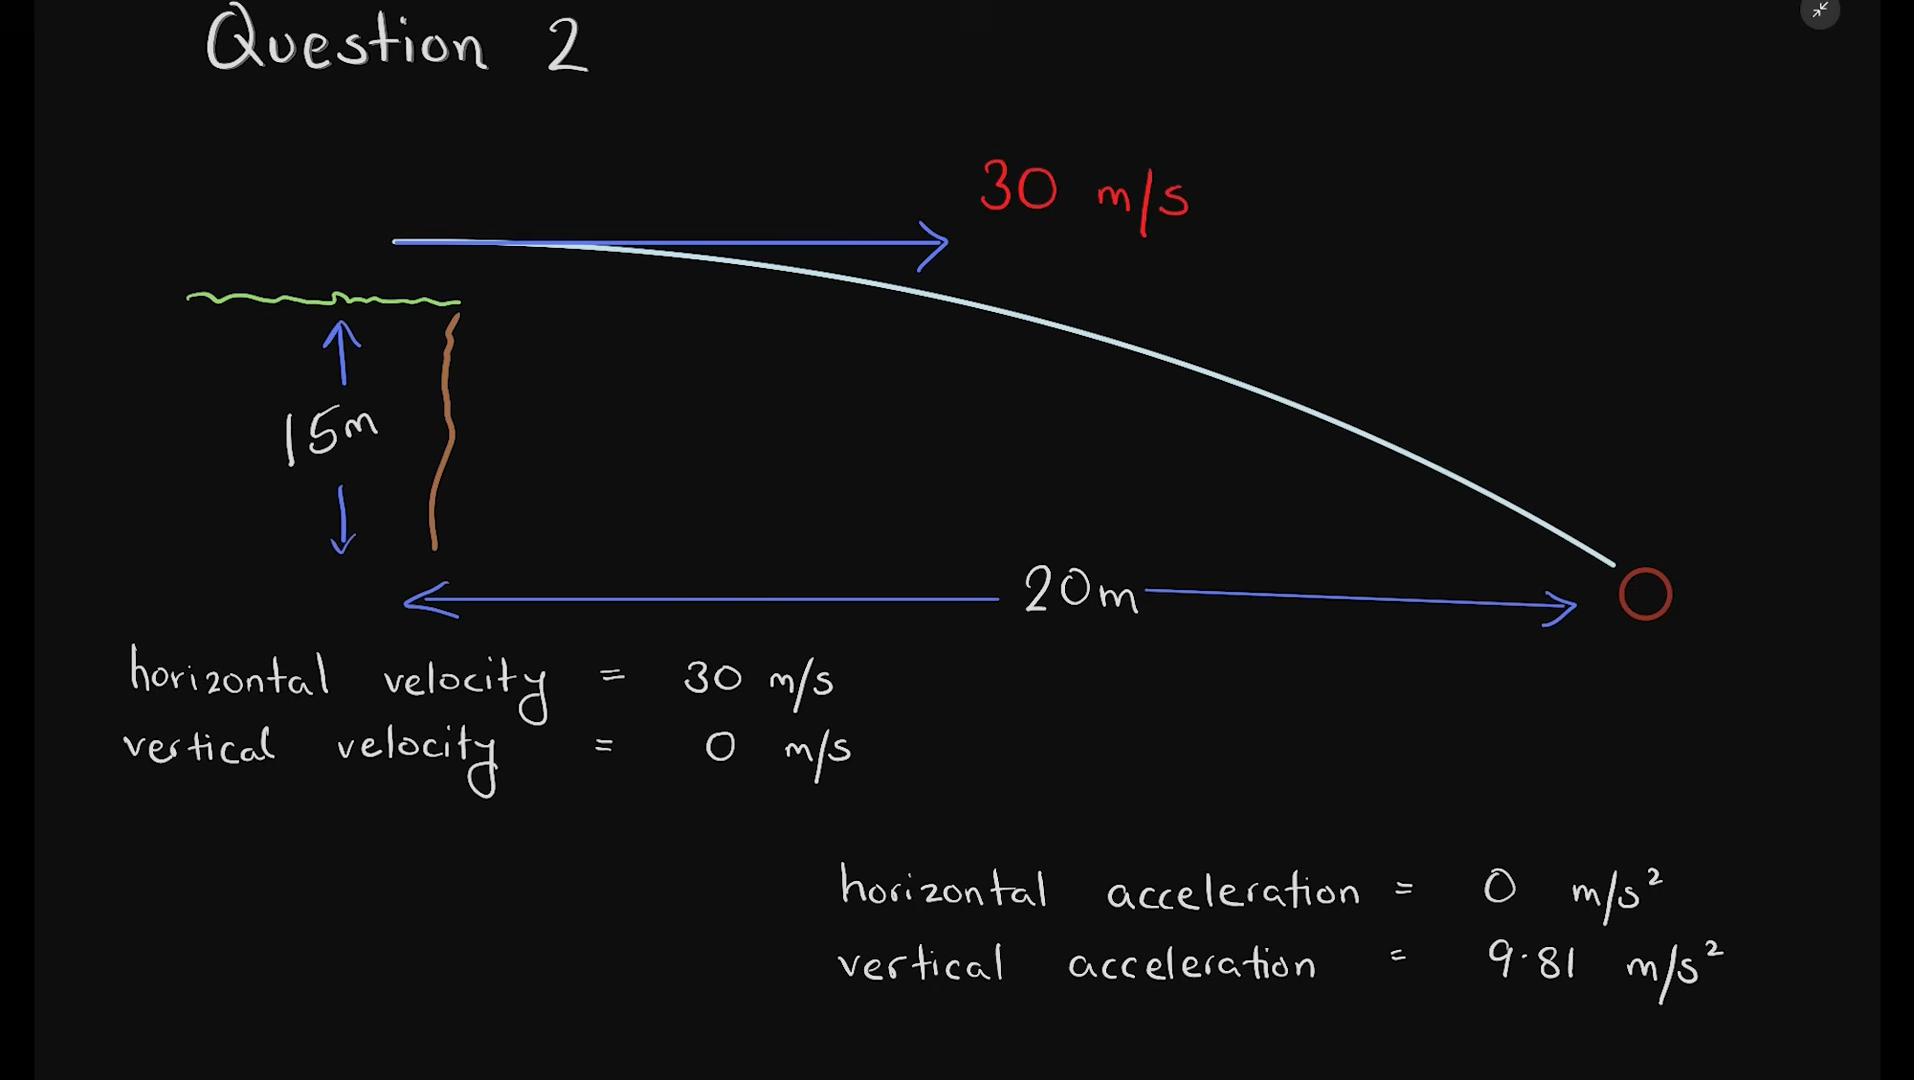 Question 2
30 m/s
15m
20m
horizontal velocity = 30 m/s
vertical velocity = 0 m/s
horizontal acceleration = 0 m/s²
vertical acceleration = 9.81 m/s²